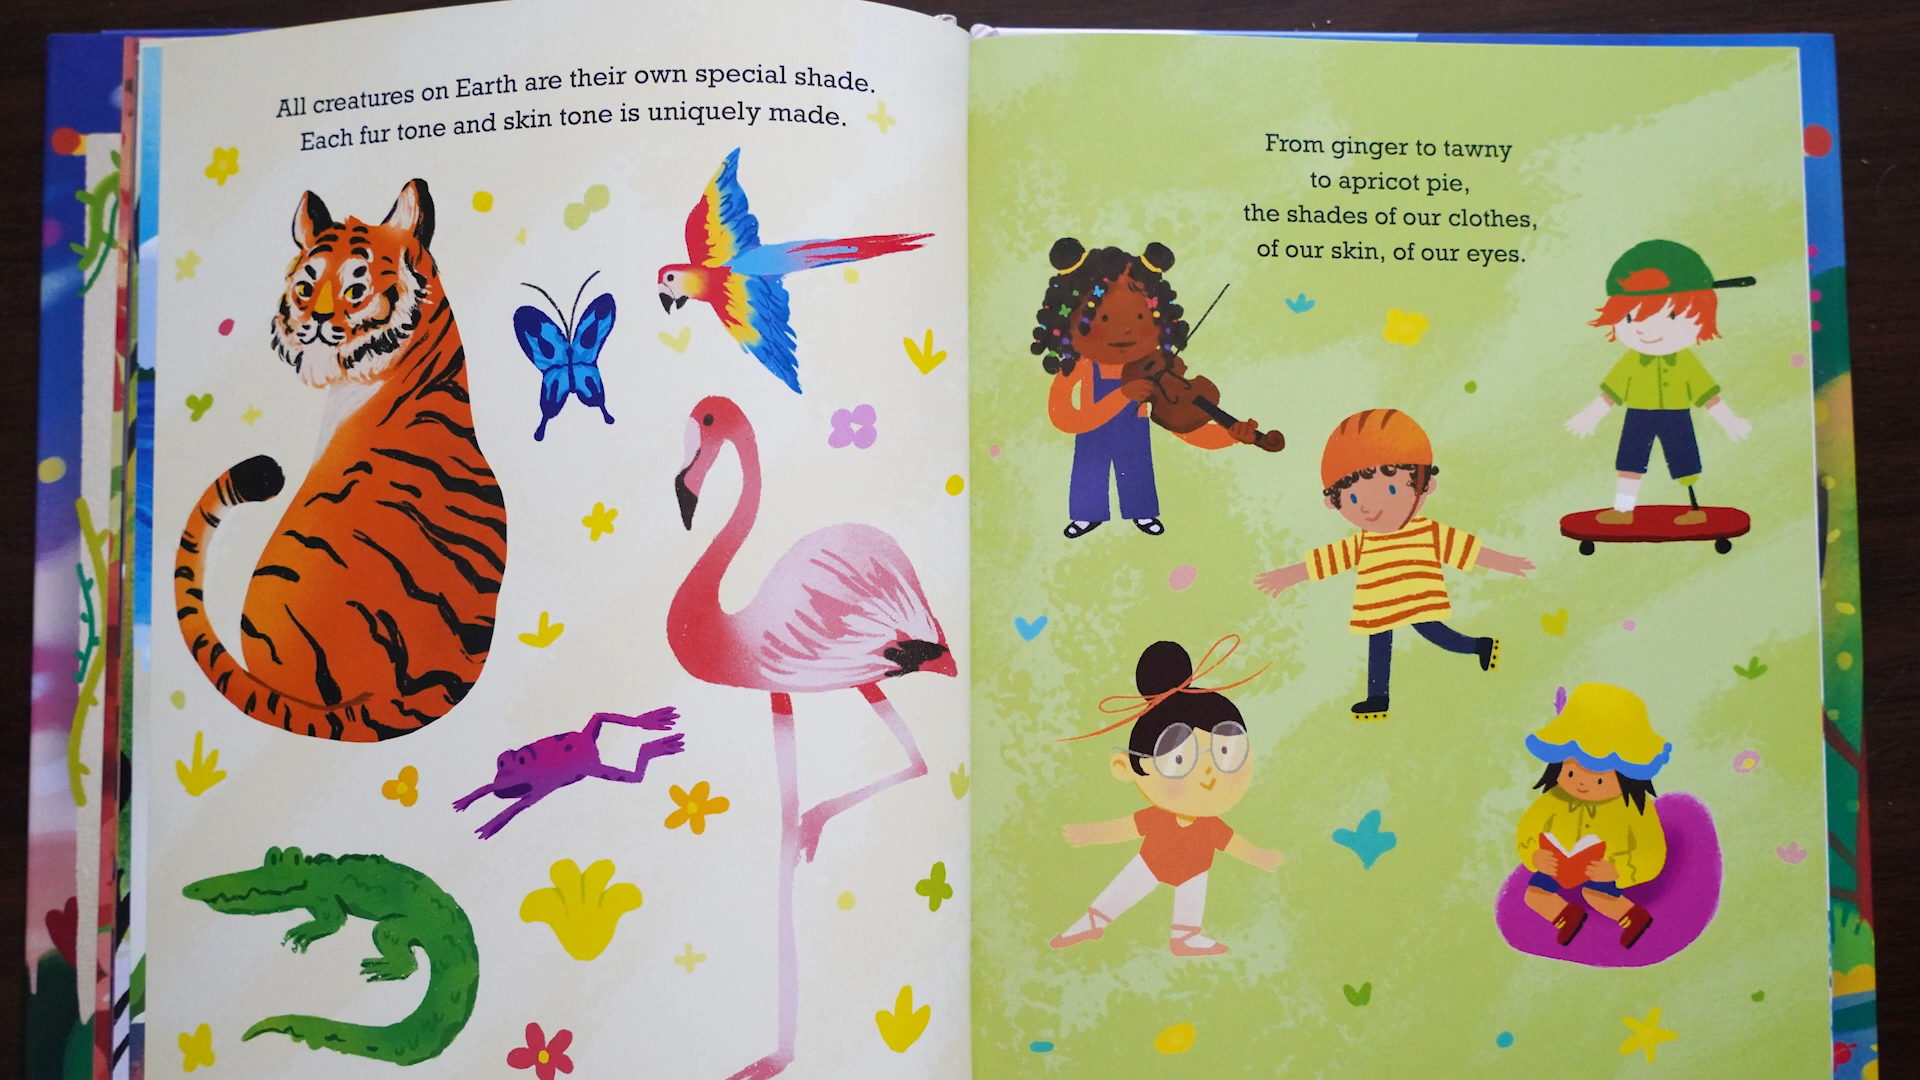 All creatures on Earth are their own special shade.
Each fur tone and skin tone is uniquely made.
From ginger to tawny
to apricot pie,
the shades of our clothes,
of our skin, of our eyes.